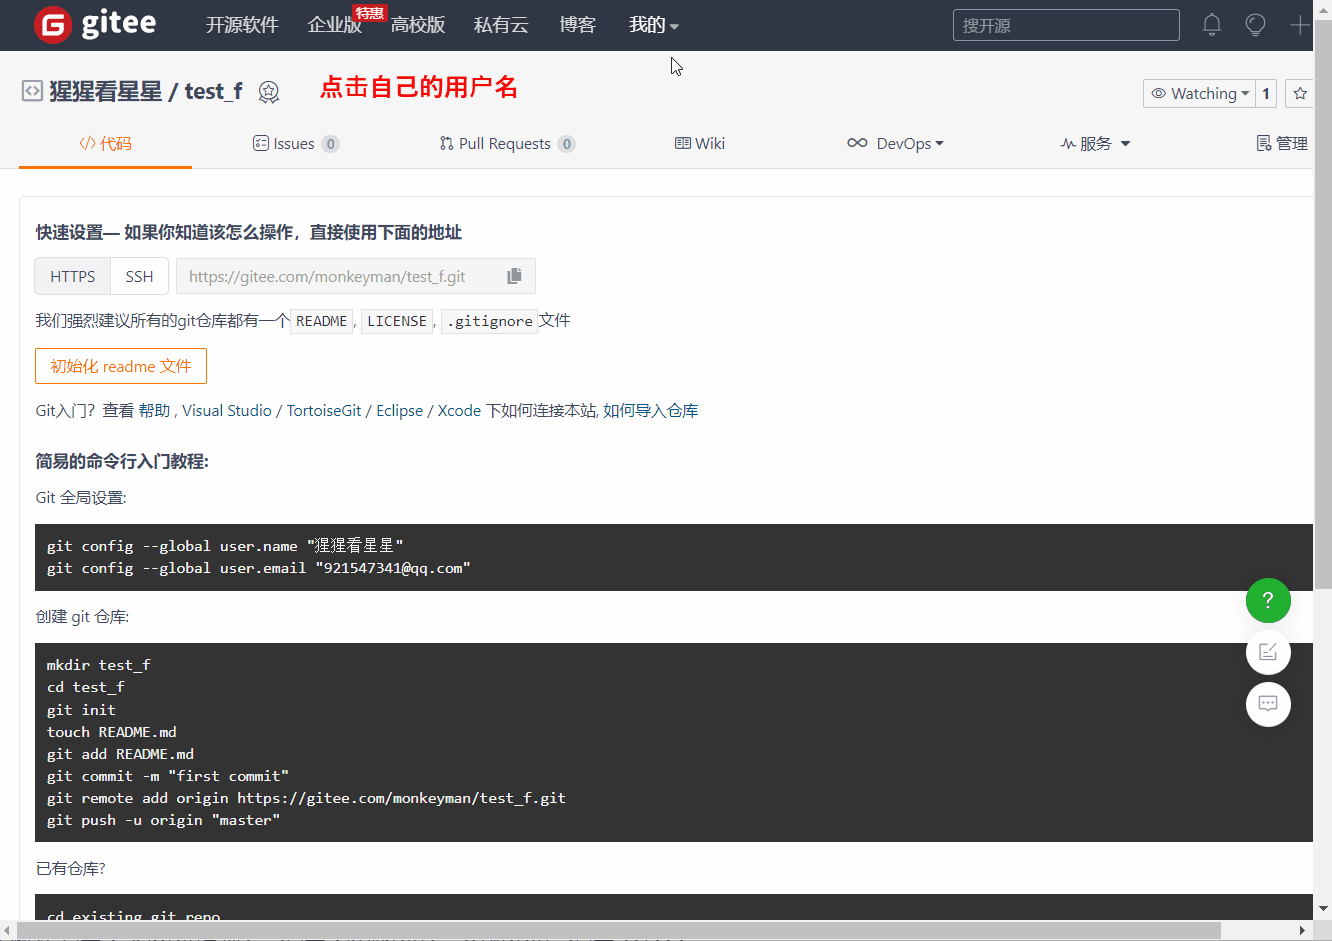 gitee 开源软件 企业版 特惠 高校版 私有云 博客 我的 搜开源
猩猩看星星 / test_f 点击自己的用户名 Watching 1
代码 Issues 0 Pull Requests 0 Wiki DevOps 服务 管理
快速设置— 如果你知道该怎么操作，直接使用下面的地址
HTTPS SSH https://gitee.com/monkeyman/test_f.git
我们强烈建议所有的git仓库都有一个 README , LICENSE , .gitignore 文件
初始化 readme 文件
Git入门？查看 帮助 , Visual Studio / TortoiseGit / Eclipse / Xcode 下如何连接本站, 如何导入仓库
简易的命令行入门教程:
Git 全局设置:
git config --global user.name "猩猩看星星"
git config --global user.email "921547341@qq.com"
创建 git 仓库:
mkdir test_f
cd test_f
git init
touch README.md
git add README.md
git commit -m "first commit"
git remote add origin https://gitee.com/monkeyman/test_f.git
git push -u origin "master"
已有仓库?
cd existing_git_repo